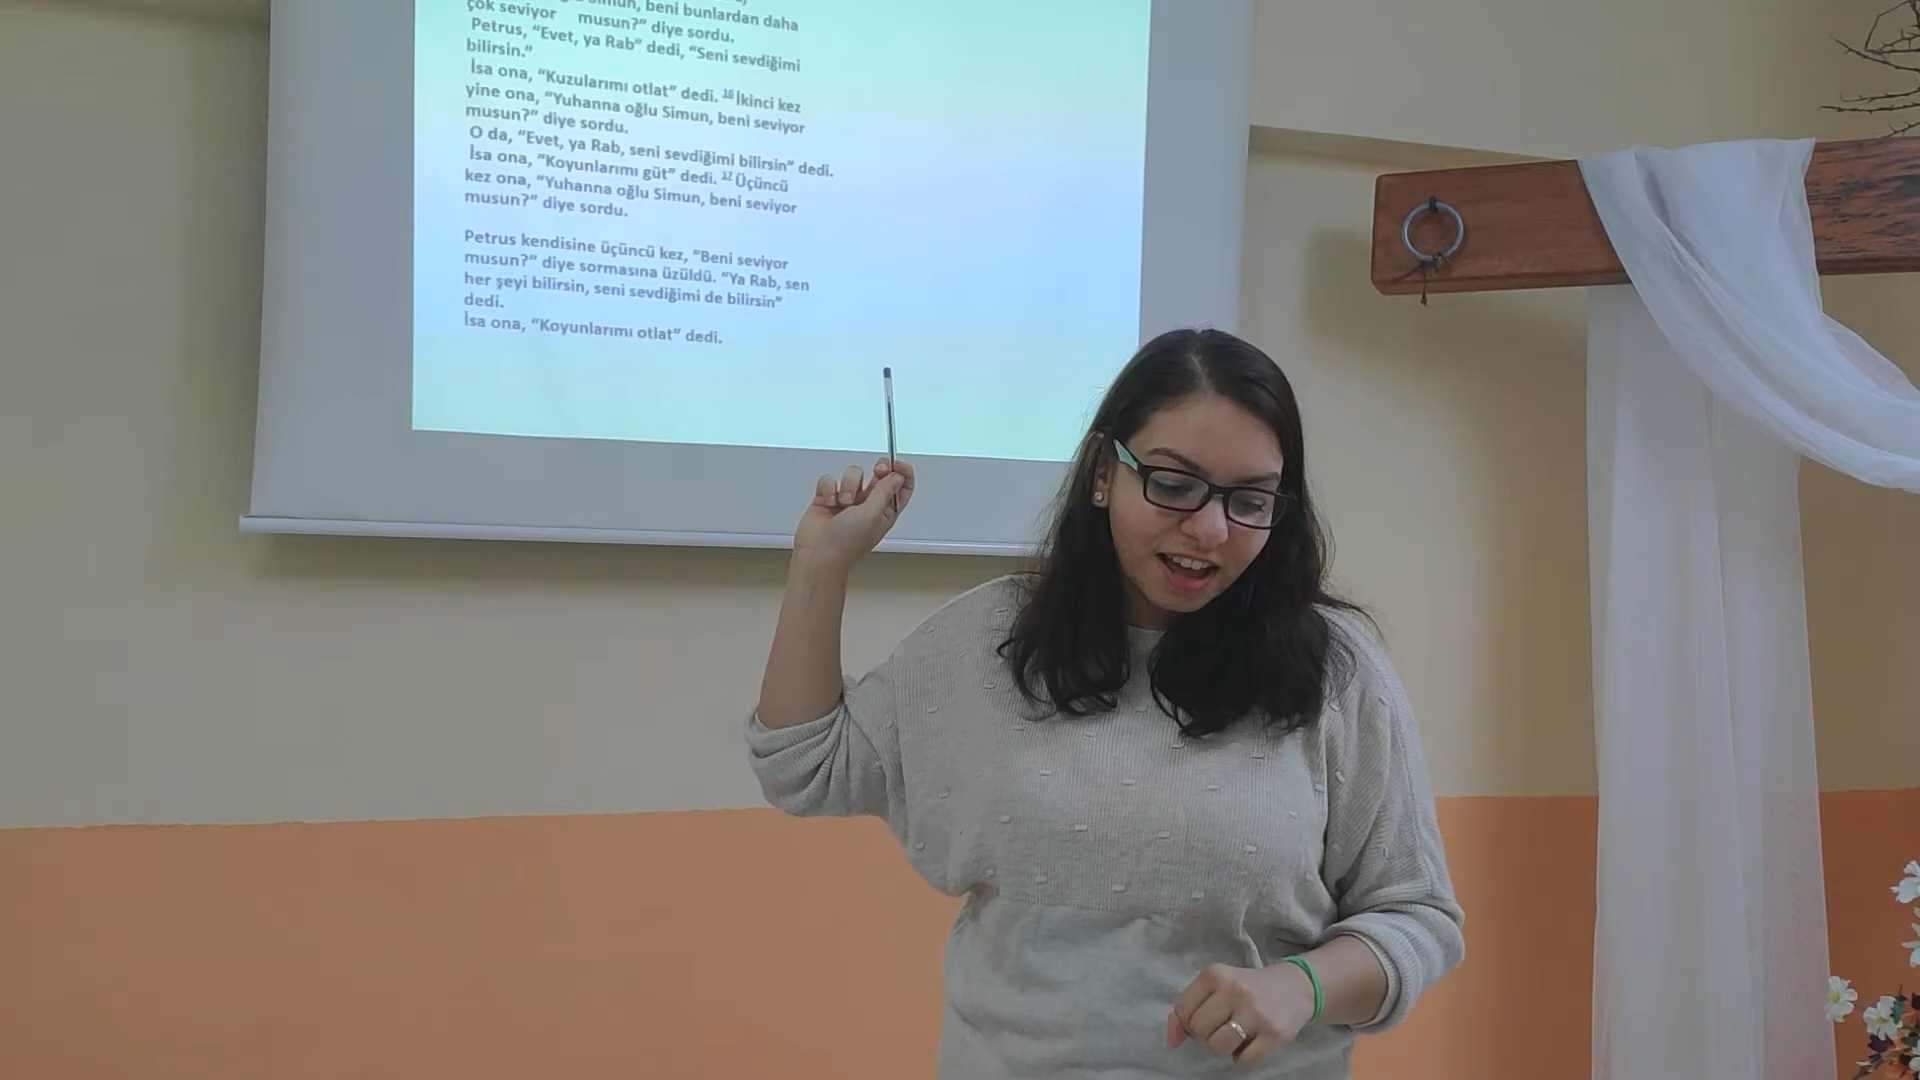 Simun, beni bunlardan daha
çok seviyor musun?” diye sordu.
Petrus, “Evet, ya Rab” dedi, “Seni sevdiğimi
bilirsin.”
İsa ona, “Kuzularımı otlat” dedi. 16 İkinci kez
yine ona, “Yuhanna oğlu Simun, beni seviyor
musun?” diye sordu.
O da, “Evet, ya Rab, seni sevdiğimi bilirsin” dedi.
İsa ona, “Koyunlarımı güt” dedi. 17 Üçüncü
kez ona, “Yuhanna oğlu Simun, beni seviyor
musun?” diye sordu.
Petrus kendisine üçüncü kez, “Beni seviyor
musun?” diye sormasına üzüldü. “Ya Rab, sen
her şeyi bilirsin, seni sevdiğimi de bilirsin”
dedi.
İsa ona, “Koyunlarımı otlat” dedi.